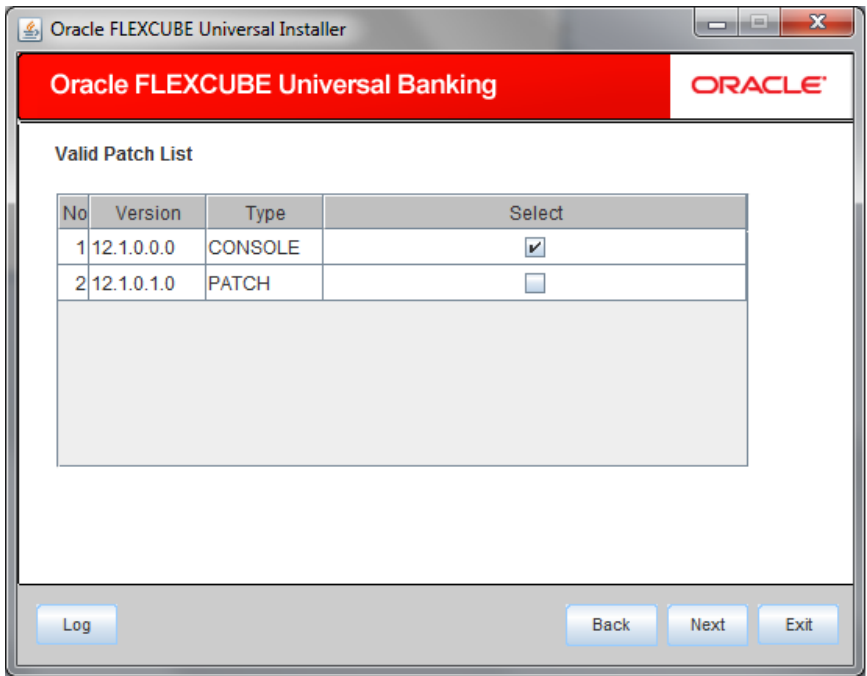 Oracle FLEXCUBE Universal Installer
Oracle FLEXCUBE Universal Banking ORACLE
Valid Patch List
No Version Type Select
1 12.1.0.0.0 CONSOLE
2 12.1.0.1.0 PATCH
Log Back Next Exit